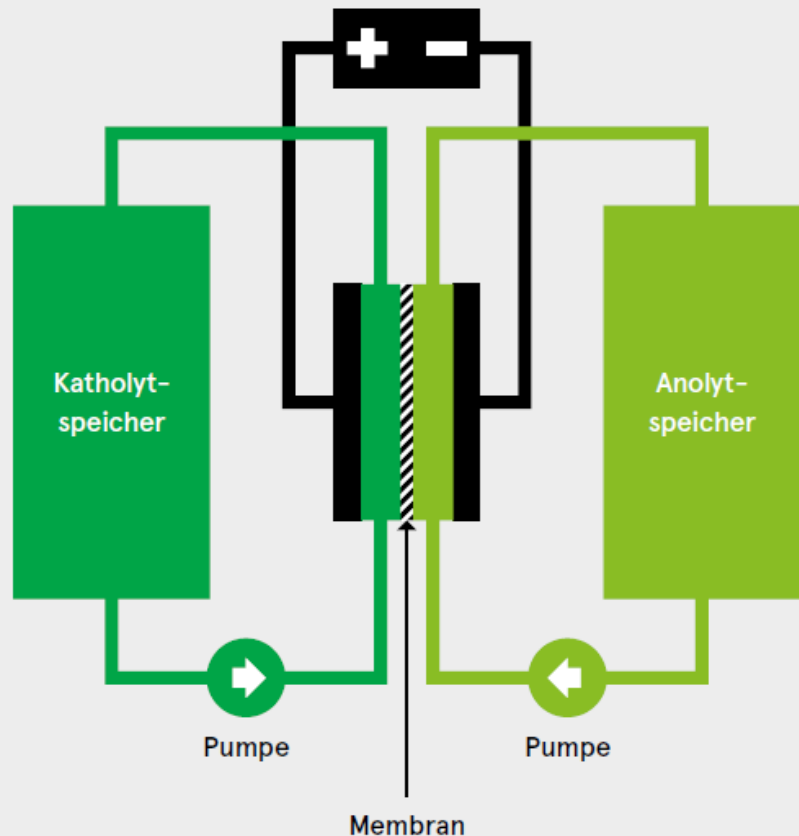 + −
Katholyt-
speicher
Anolyt-
speicher
Pumpe
Pumpe
Membran